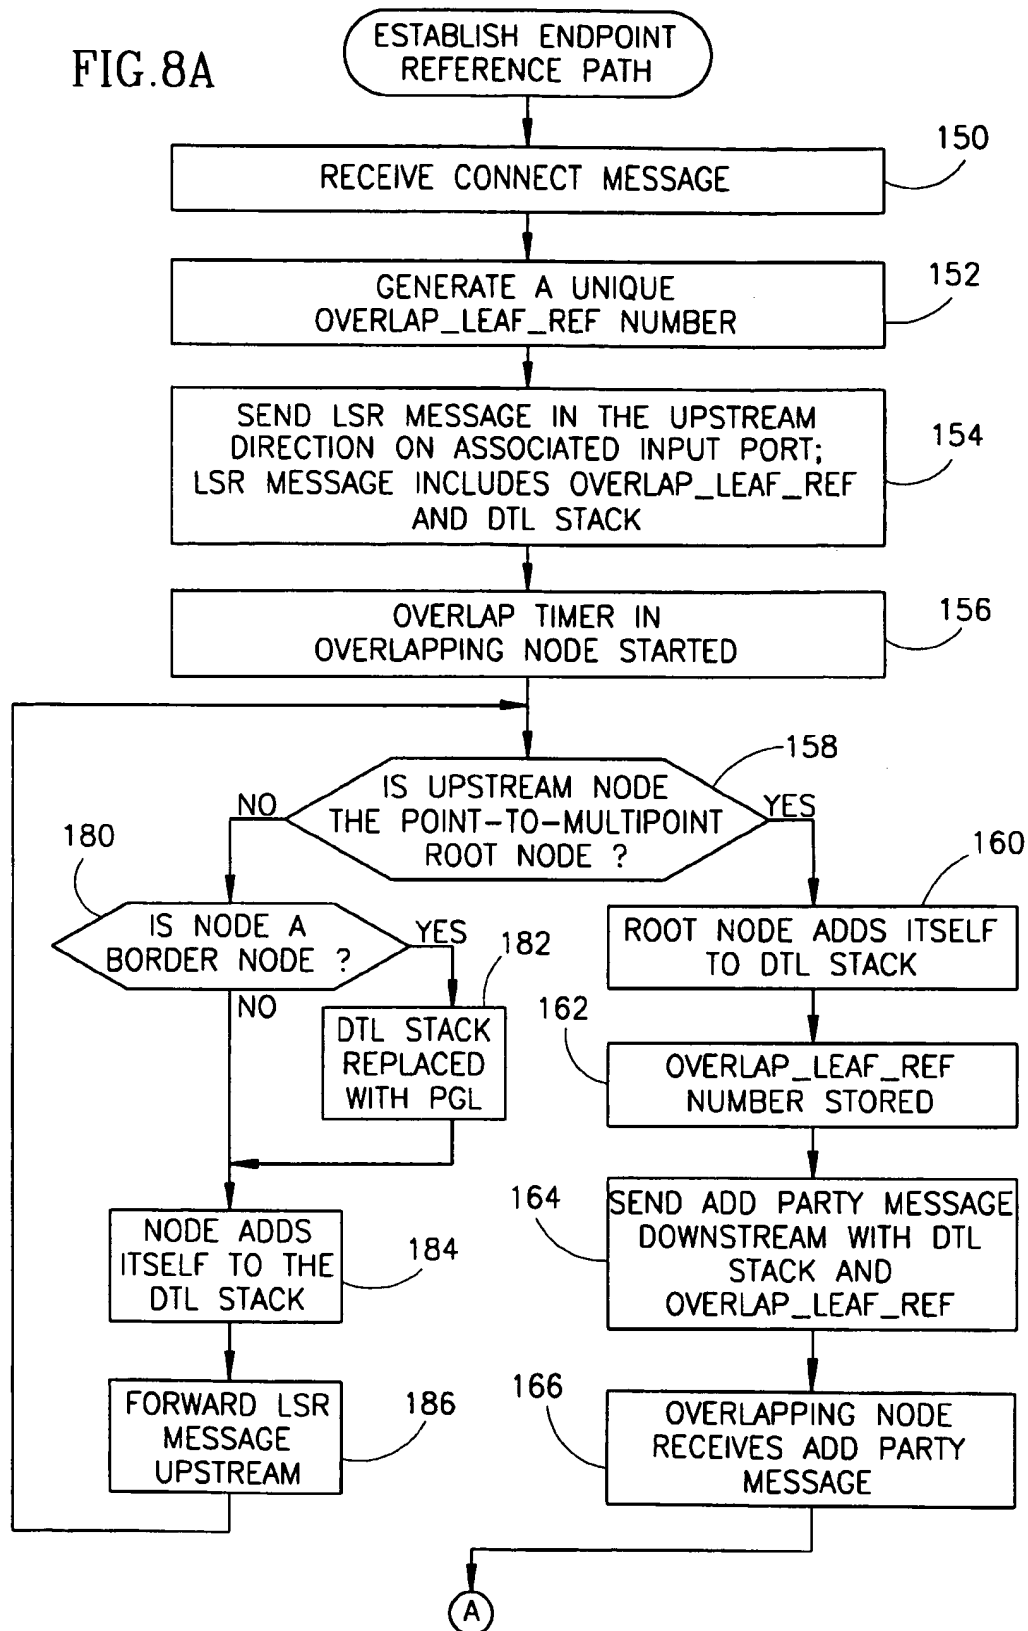 FIG.8A
ESTABLISH ENDPOINT
REFERENCE PATH
150
RECEIVE CONNECT MESSAGE
152
GENERATE A UNIQUE
OVERLAP_LEAF_REF NUMBER
154
SEND LSR MESSAGE IN THE UPSTREAM
DIRECTION ON ASSOCIATED INPUT PORT;
LSR MESSAGE INCLUDES OVERLAP_LEAF_REF
AND DTL STACK
156
OVERLAP TIMER IN
OVERLAPPING NODE STARTED
158
IS UPSTREAM NODE
THE POINT-TO-MULTIPOINT
ROOT NODE ?
NO
YES
180
IS NODE A
BORDER NODE ?
YES
NO
182
DTL STACK
REPLACED
WITH PGL
184
NODE ADDS
ITSELF TO THE
DTL STACK
186
FORWARD LSR
MESSAGE
UPSTREAM
160
ROOT NODE ADDS ITSELF
TO DTL STACK
162
OVERLAP_LEAF_REF
NUMBER STORED
164
SEND ADD PARTY MESSAGE
DOWNSTREAM WITH DTL
STACK AND
OVERLAP_LEAF_REF
166
OVERLAPPING NODE
RECEIVES ADD PARTY
MESSAGE
A